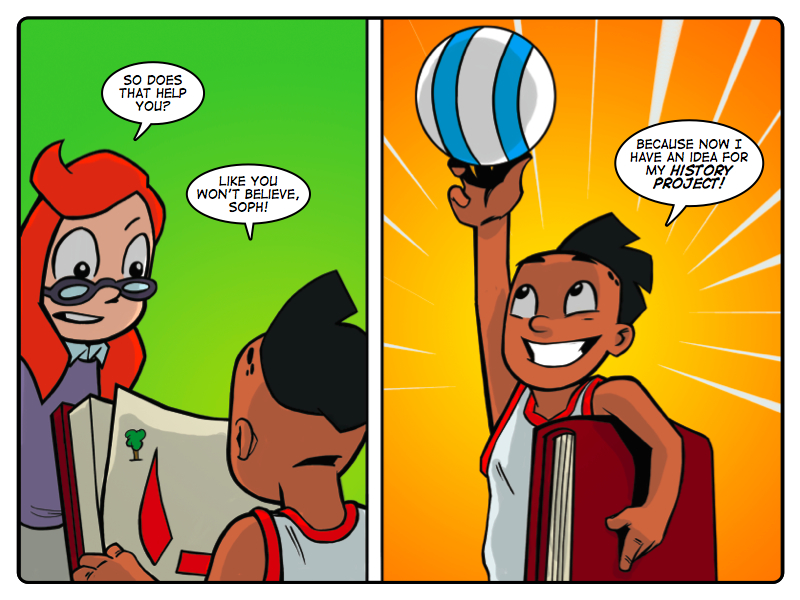 SO DOES
THAT HELP
YOU?
LIKE YOU
WON'T BELIEVE,
SOPH!
BECAUSE NOW I
HAVE AN IDEA FOR
MY HISTORY
PROJECT!